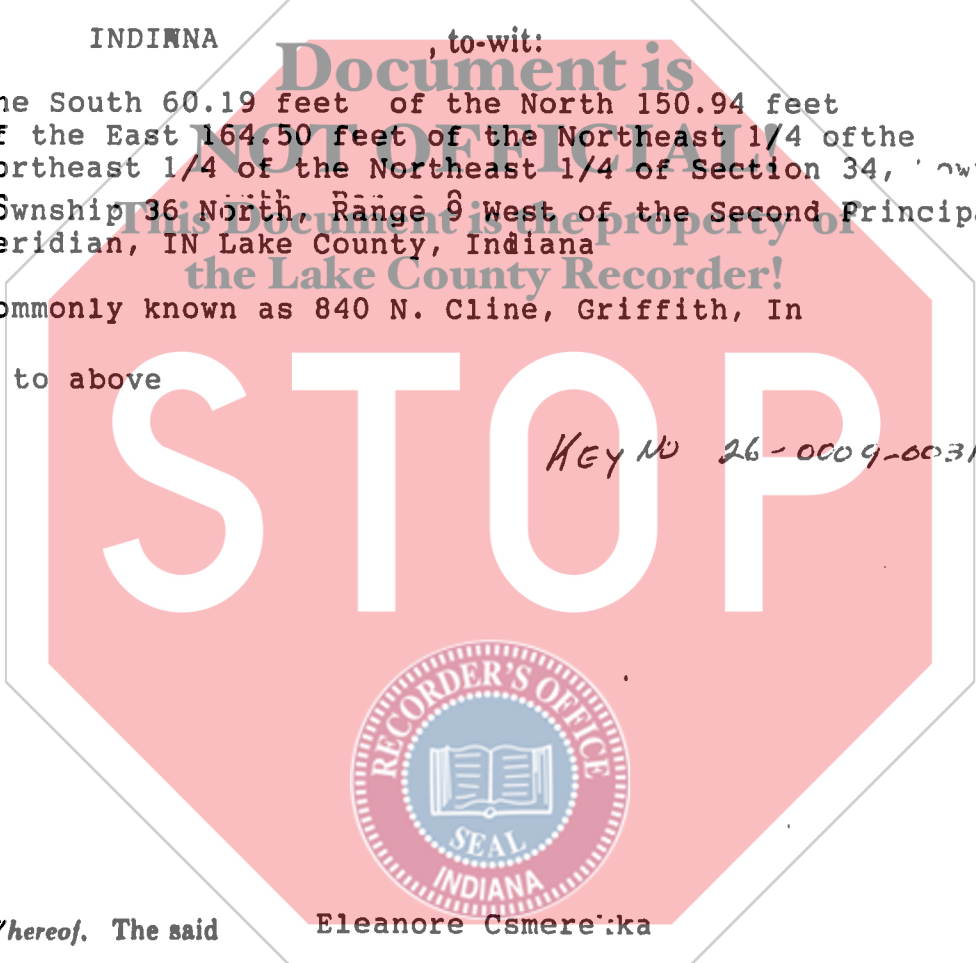 INDIANA , to-wit:
Document is
he South 60.19 feet of the North 150.94 feet
f the East 164.50 feet of the Northeast 1/4 ofthe
NOT OFFICIAL!
ortheast 1/4 of the Northeast 1/4 of Section 34,
ownship 36 North, Range 9 West of the Second Principa
This Document is the property of
eridian, IN Lake County, Indiana
the Lake County Recorder!
ommonly known as 840 N. Cline, Griffith, In
to above
STOP
KEY NO 26-0009-0031
RECORDER'S OFFICE
SEAL
INDIANA
hereof. The said Eleanore